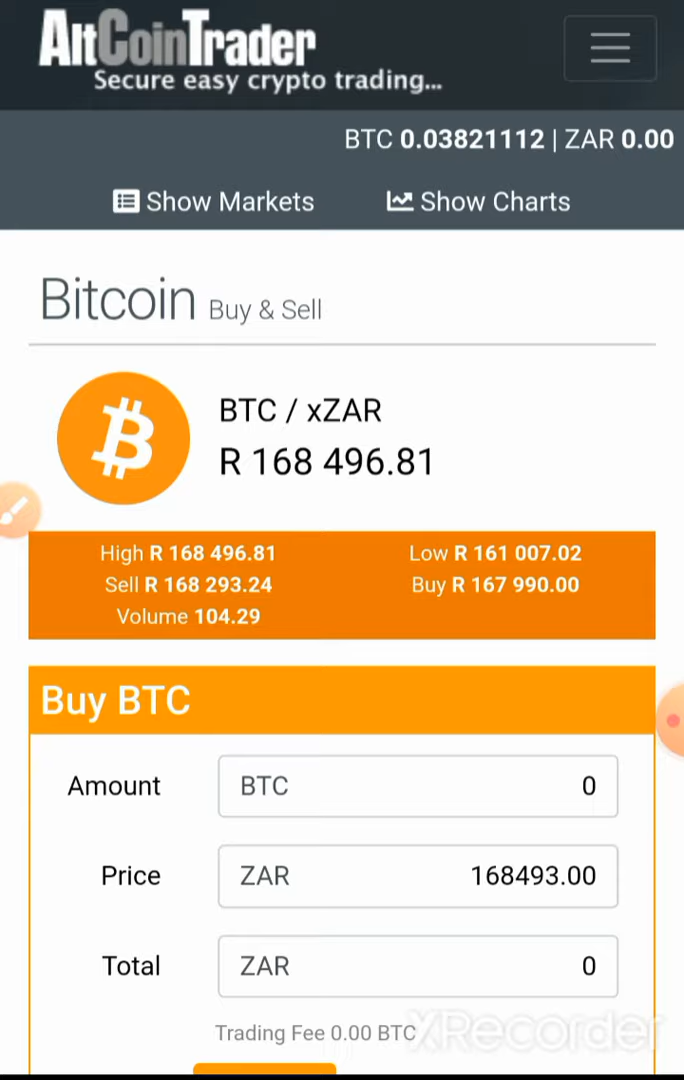 AltCoinTrader
Secure easy crypto trading...
BTC 0.03821112 | ZAR 0.00
Show Markets Show Charts
Bitcoin Buy & Sell
BTC / xZAR
R 168 496.81
High R 168 496.81 Low R 161 007.02
Sell R 168 293.24 Buy R 167 990.00
Volume 104.29
Buy BTC
Amount BTC 0
Price ZAR 168493.00
Total ZAR 0
Trading Fee 0.00 BTC
XRecorder